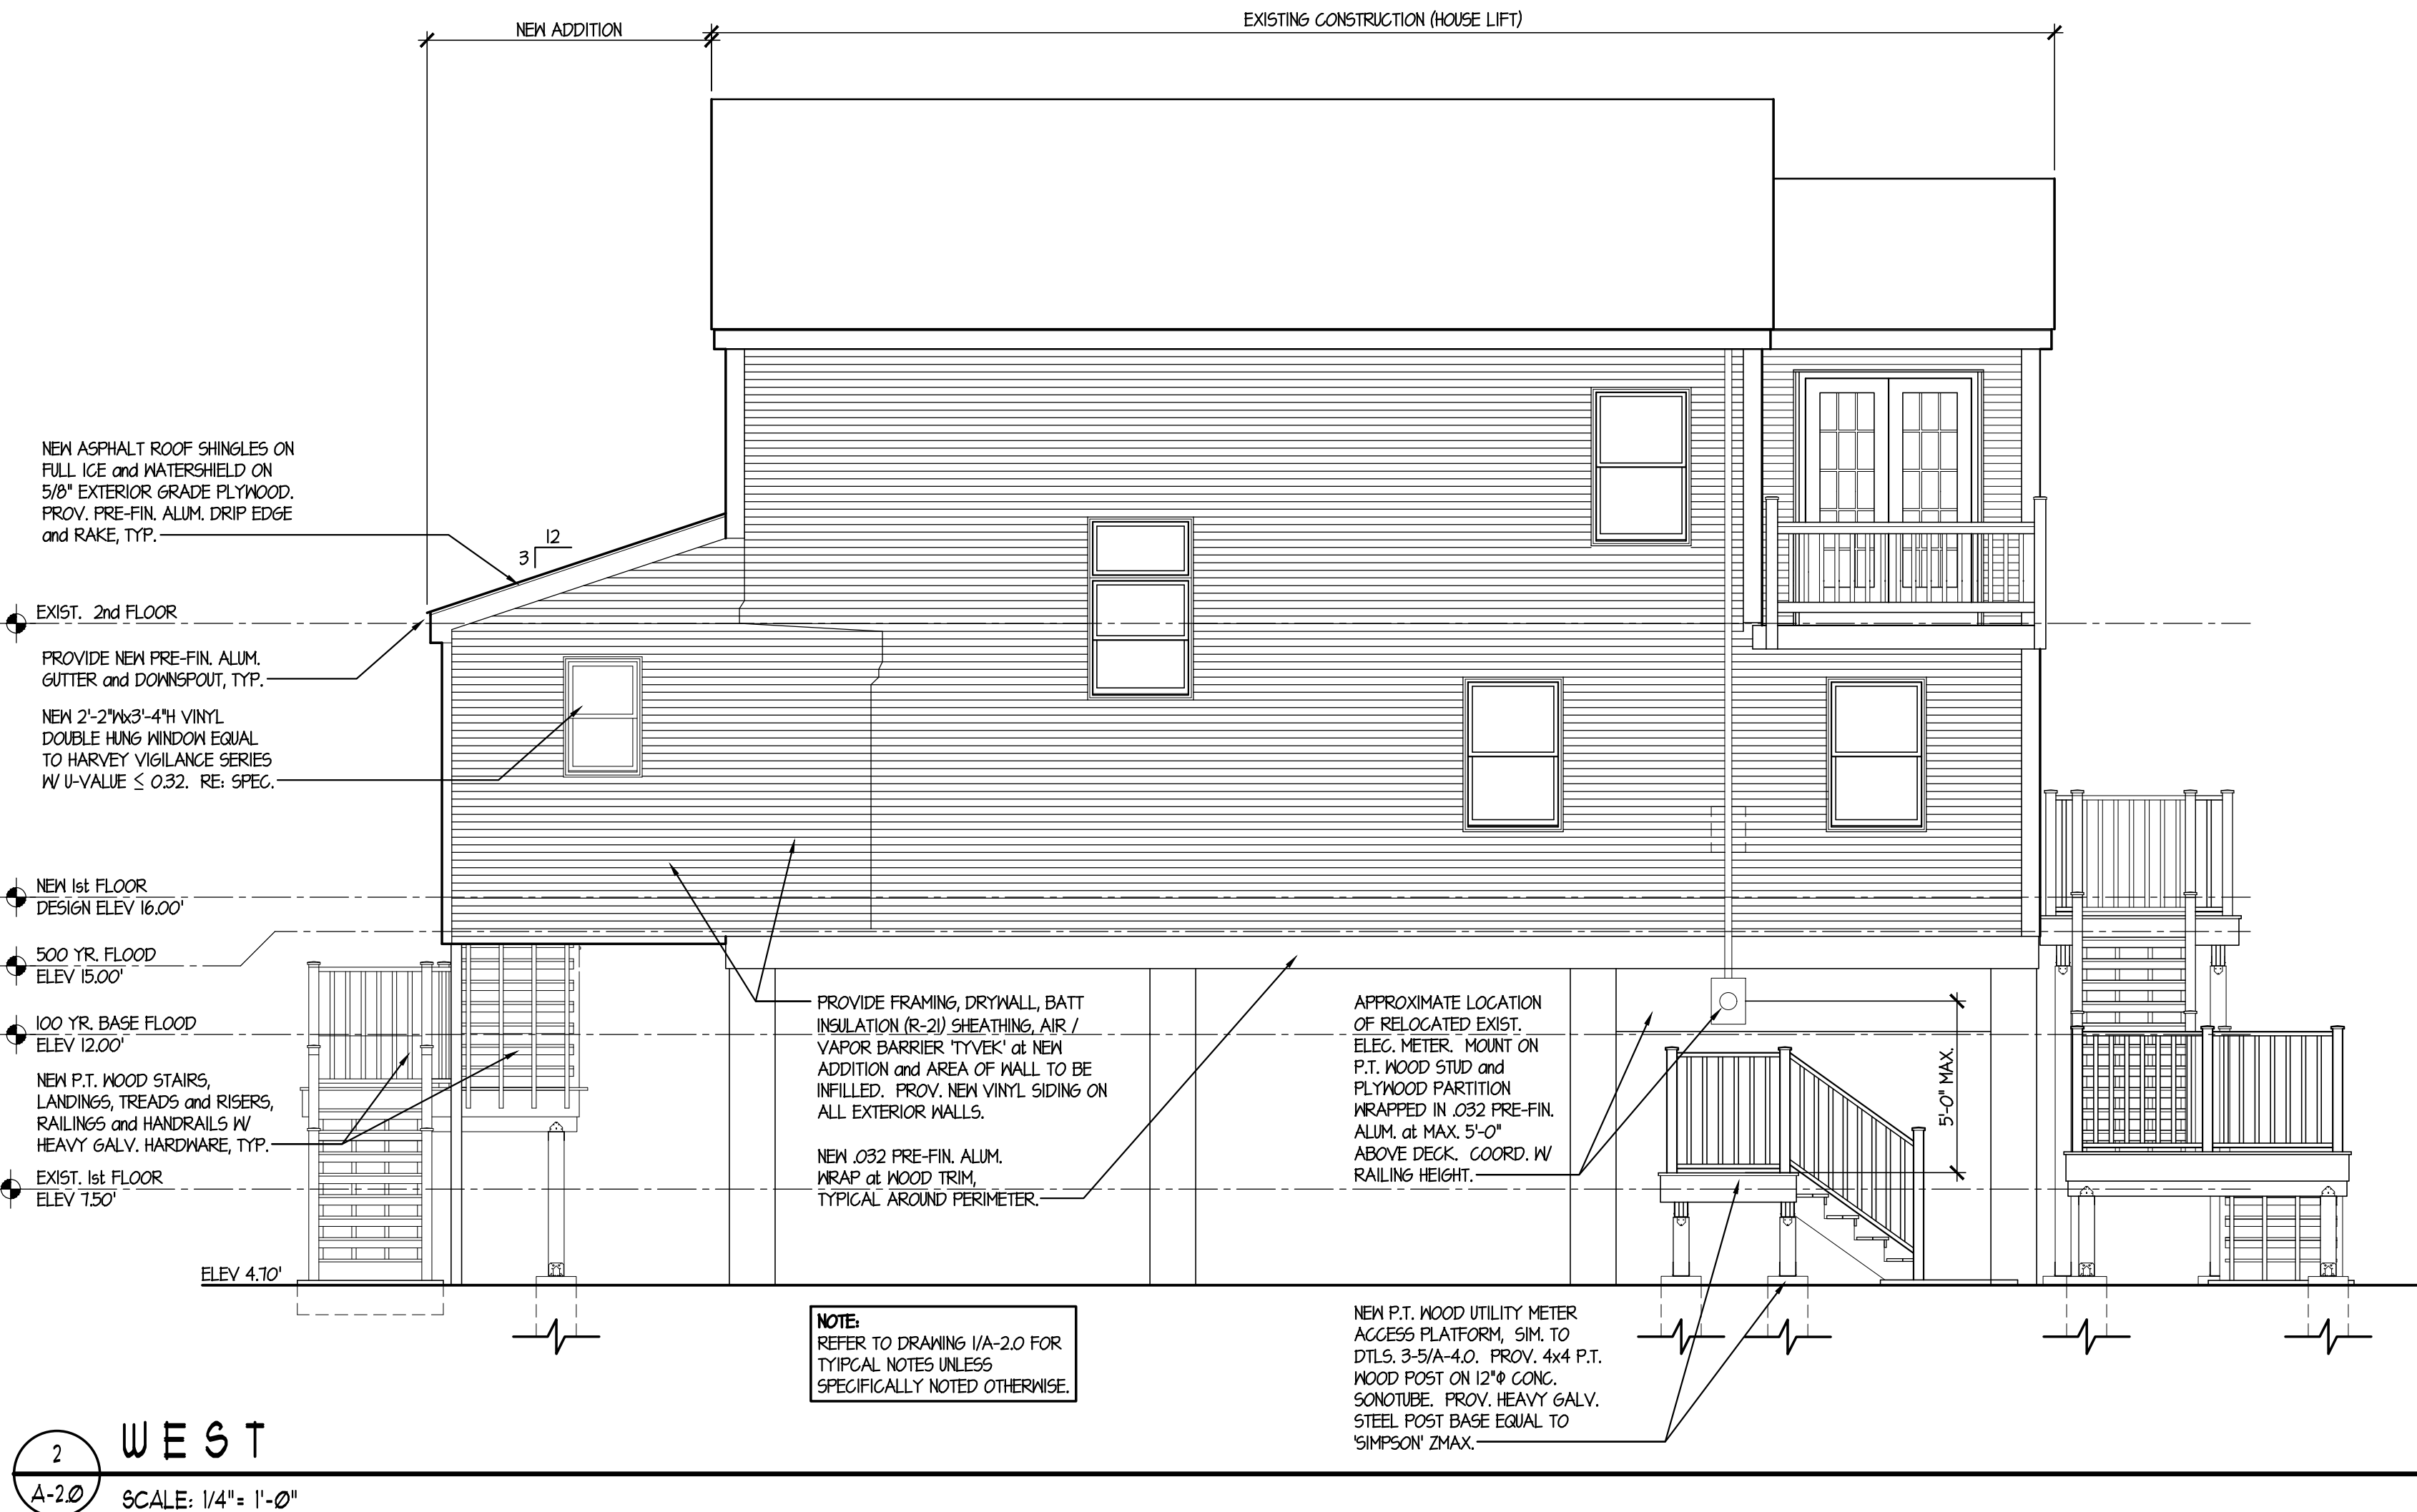 NEW ADDITION
EXISTING CONSTRUCTION (HOUSE LIFT)
NEW ASPHALT ROOF SHINGLES ON
FULL ICE and WATERSHIELD ON
5/8" EXTERIOR GRADE PLYWOOD.
PROV. PRE-FIN. ALUM. DRIP EDGE
and RAKE, TYP.
12
3
EXIST. 2nd FLOOR
PROVIDE NEW PRE-FIN. ALUM.
GUTTER and DOWNSPOUT, TYP.
NEW 2'-2"Wx3'-4"H VINYL
DOUBLE HUNG WINDOW EQUAL
TO HARVEY VIGILANCE SERIES
W/ U-VALUE ≤ 0.32. RE: SPEC.
NEW 1st FLOOR
DESIGN ELEV 16.00'
500 YR. FLOOD
ELEV 15.00'
100 YR. BASE FLOOD
ELEV 12.00'
NEW P.T. WOOD STAIRS,
LANDINGS, TREADS and RISERS,
RAILINGS and HANDRAILS W/
HEAVY GALV. HARDWARE, TYP.
EXIST. 1st FLOOR
ELEV 7.50'
ELEV 4.70'
PROVIDE FRAMING, DRYWALL, BATT
INSULATION (R-21) SHEATHING, AIR /
VAPOR BARRIER 'TYVEK' at NEW
ADDITION and AREA OF WALL TO BE
INFILLED. PROV. NEW VINYL SIDING ON
ALL EXTERIOR WALLS.
NEW .032 PRE-FIN. ALUM.
WRAP at WOOD TRIM,
TYPICAL AROUND PERIMETER.
APPROXIMATE LOCATION
OF RELOCATED EXIST.
ELEC. METER. MOUNT ON
P.T. WOOD STUD and
PLYWOOD PARTITION
WRAPPED IN .032 PRE-FIN.
ALUM. at MAX. 5'-0"
ABOVE DECK. COORD. W/
RAILING HEIGHT.
5'-0" MAX.
NOTE:
REFER TO DRAWING 1/A-2.0 FOR
TYIPCAL NOTES UNLESS
SPECIFICALLY NOTED OTHERWISE.
NEW P.T. WOOD UTILITY METER
ACCESS PLATFORM, SIM. TO
DTLS. 3-5/A-4.0. PROV. 4x4 P.T.
WOOD POST ON 12"Φ CONC.
SONOTUBE. PROV. HEAVY GALV.
STEEL POST BASE EQUAL TO
'SIMPSON' ZMAX.
2
A-2.0
WEST
SCALE: 1/4"= 1'-0"